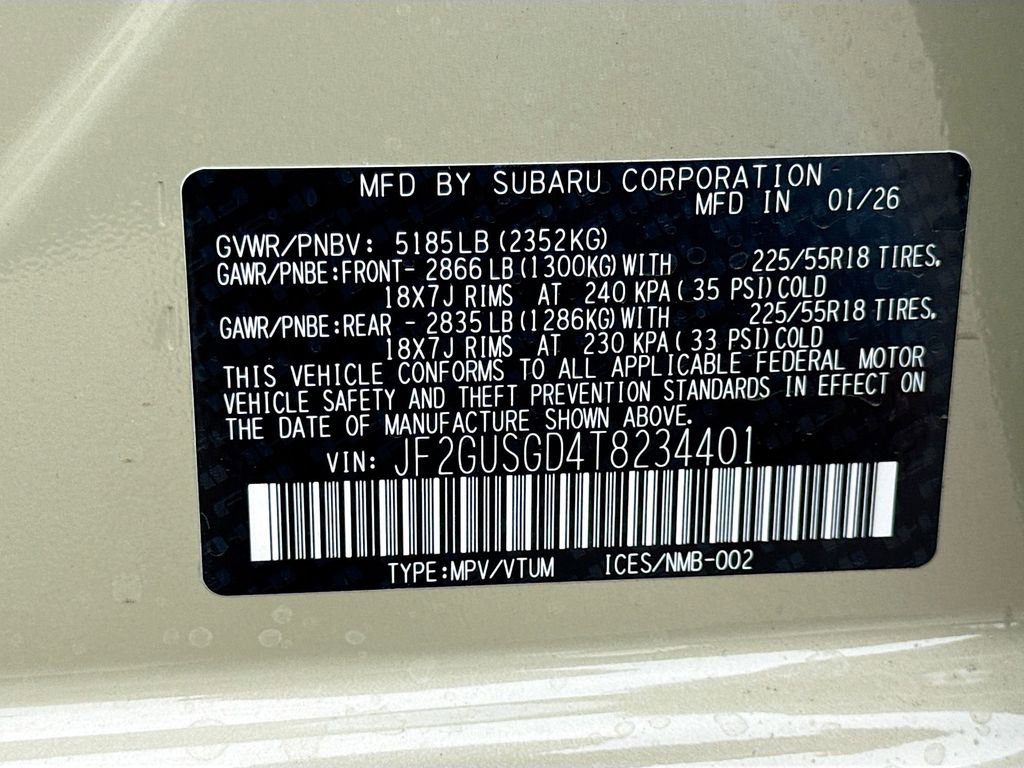 MFD BY SUBARU CORPORATION
MFD IN 01/26
GVWR/PNBV: 5185LB(2352KG)
GAWR/PNBE:FRONT- 2866 LB(1300KG)WITH 225/55R18 TIRES,
18X7J RIMS AT 240 KPA( 35 PSI)COLD
GAWR/PNBE:REAR - 2835 LB(1286KG)WITH 225/55R18 TIRES,
18X7J RIMS AT 230 KPA( 33 PSI)COLD
THIS VEHICLE CONFORMS TO ALL APPLICABLE FEDERAL MOTOR
VEHICLE SAFETY AND THEFT PREVENTION STANDARDS IN EFFECT ON
THE DATE OF MANUFACTURE SHOWN ABOVE.
VIN: JF2GUSGD4T8234401
TYPE:MPV/VTUM ICES/NMB-002